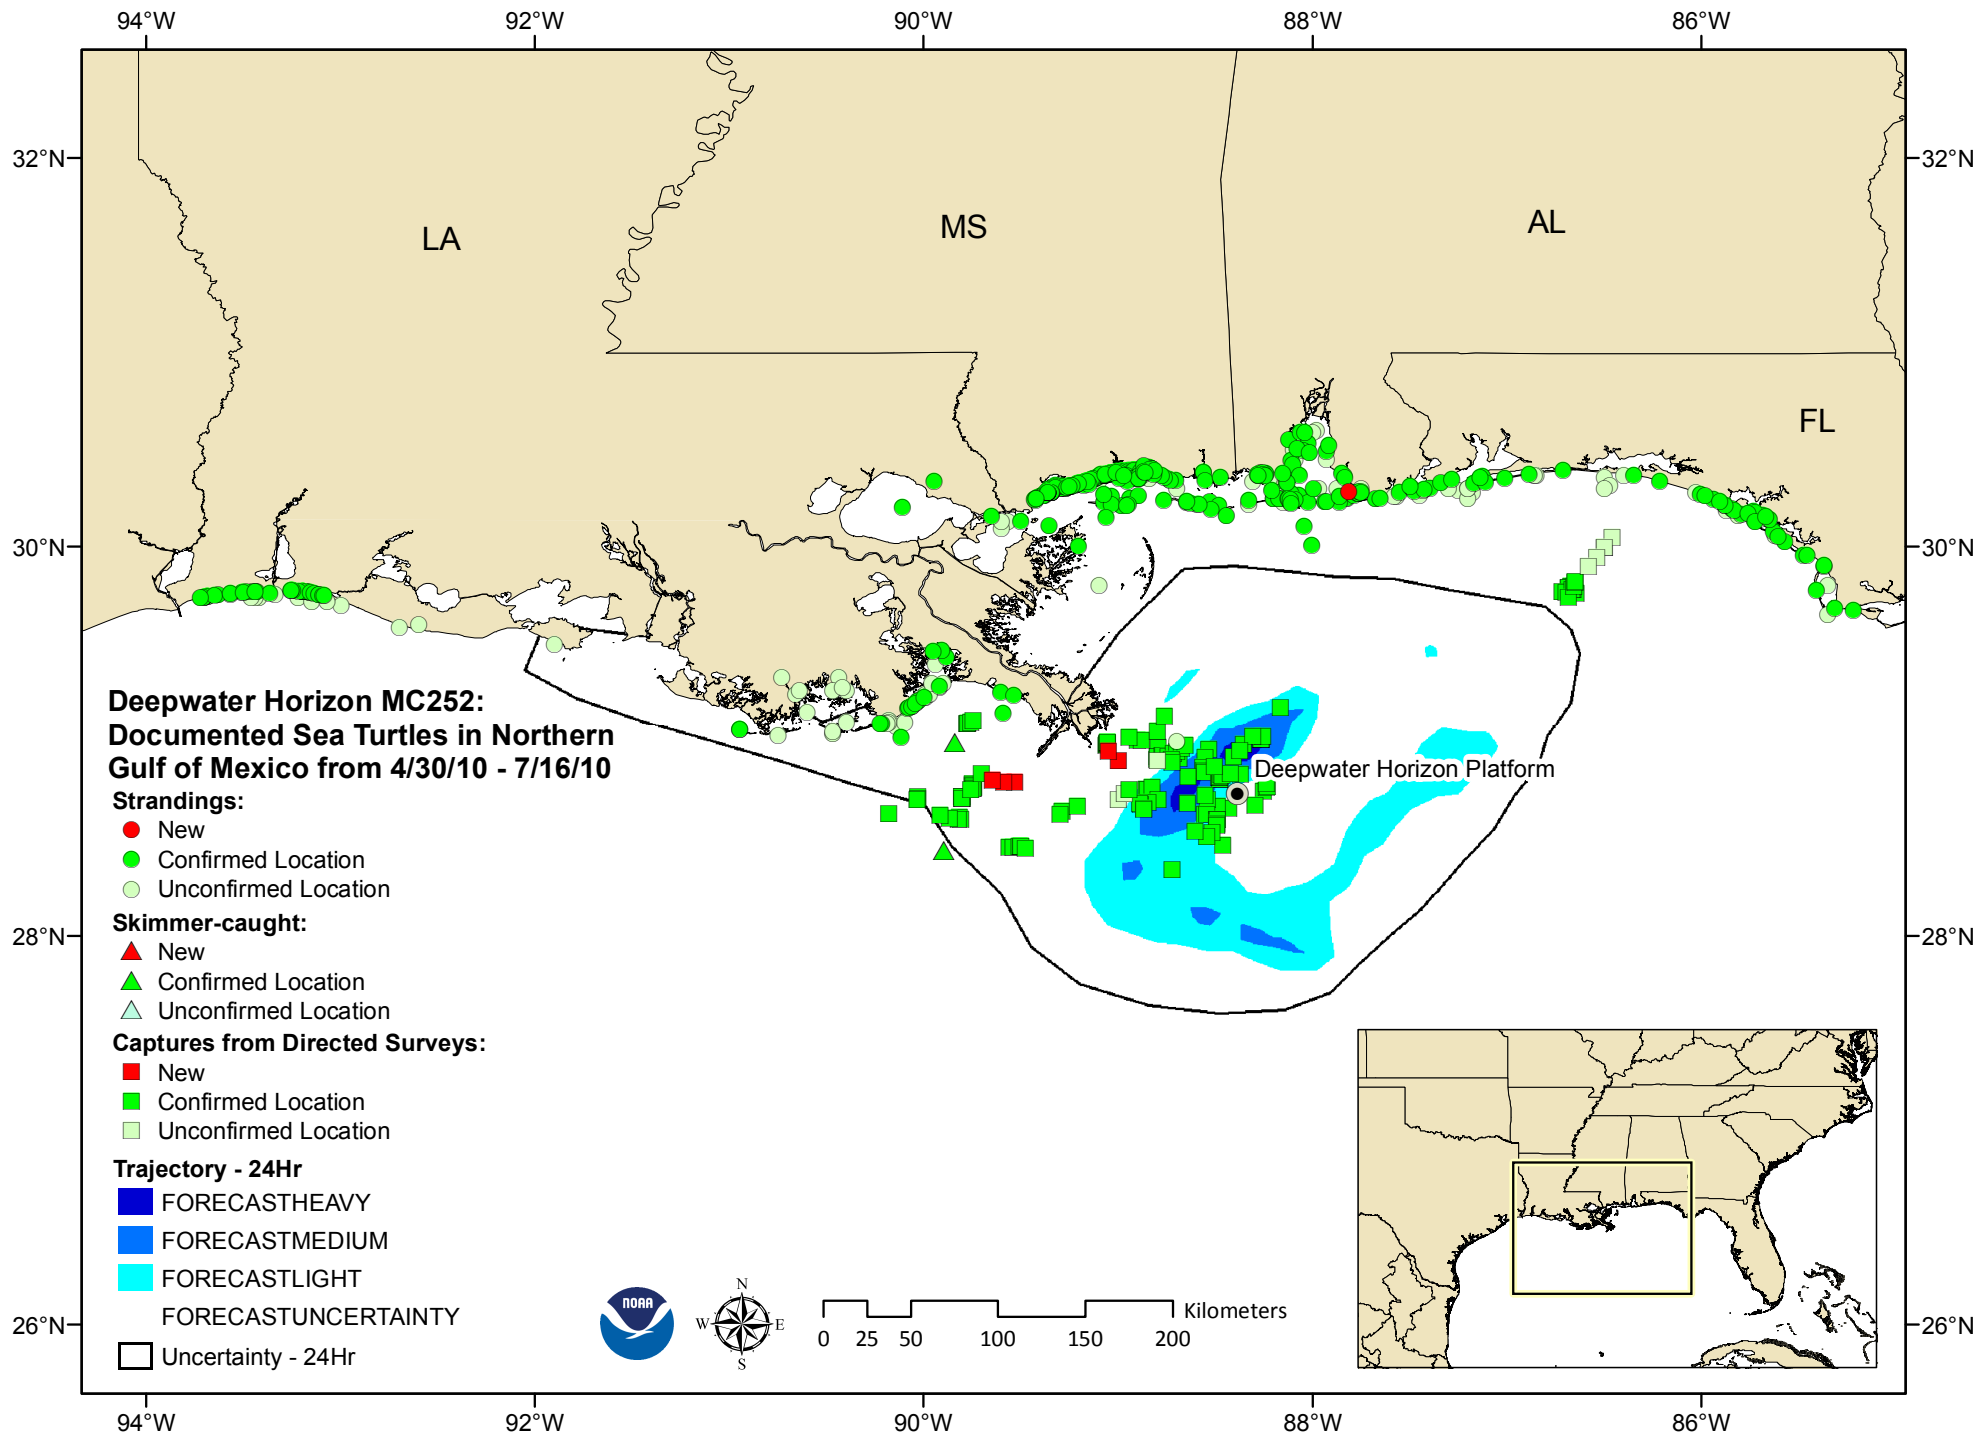 94°W 92°W 90°W 88°W 86°W
32°N 32°N
LA MS AL
FL
30°N 30°N
Deepwater Horizon MC252:
Documented Sea Turtles in Northern
Gulf of Mexico from 4/30/10 - 7/16/10
Deepwater Horizon Platform
Strandings:
New
Confirmed Location
Unconfirmed Location
Skimmer-caught:
New
Confirmed Location
Unconfirmed Location
28°N 28°N
Captures from Directed Surveys:
New
Confirmed Location
Unconfirmed Location
Trajectory - 24Hr
FORECASTHEAVY
FORECASTMEDIUM
FORECASTLIGHT
FORECASTUNCERTAINTY
Uncertainty - 24Hr
NOAA
N
W E
S
Kilometers
0 25 50 100 150 200
26°N 26°N
94°W 92°W 90°W 88°W 86°W